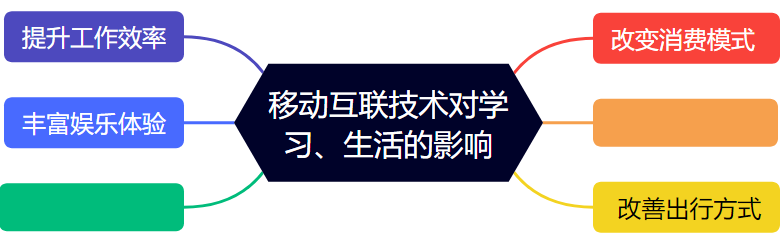 提升工作效率
丰富娱乐体验
移动互联技术对学
习、生活的影响
改变消费模式
改善出行方式